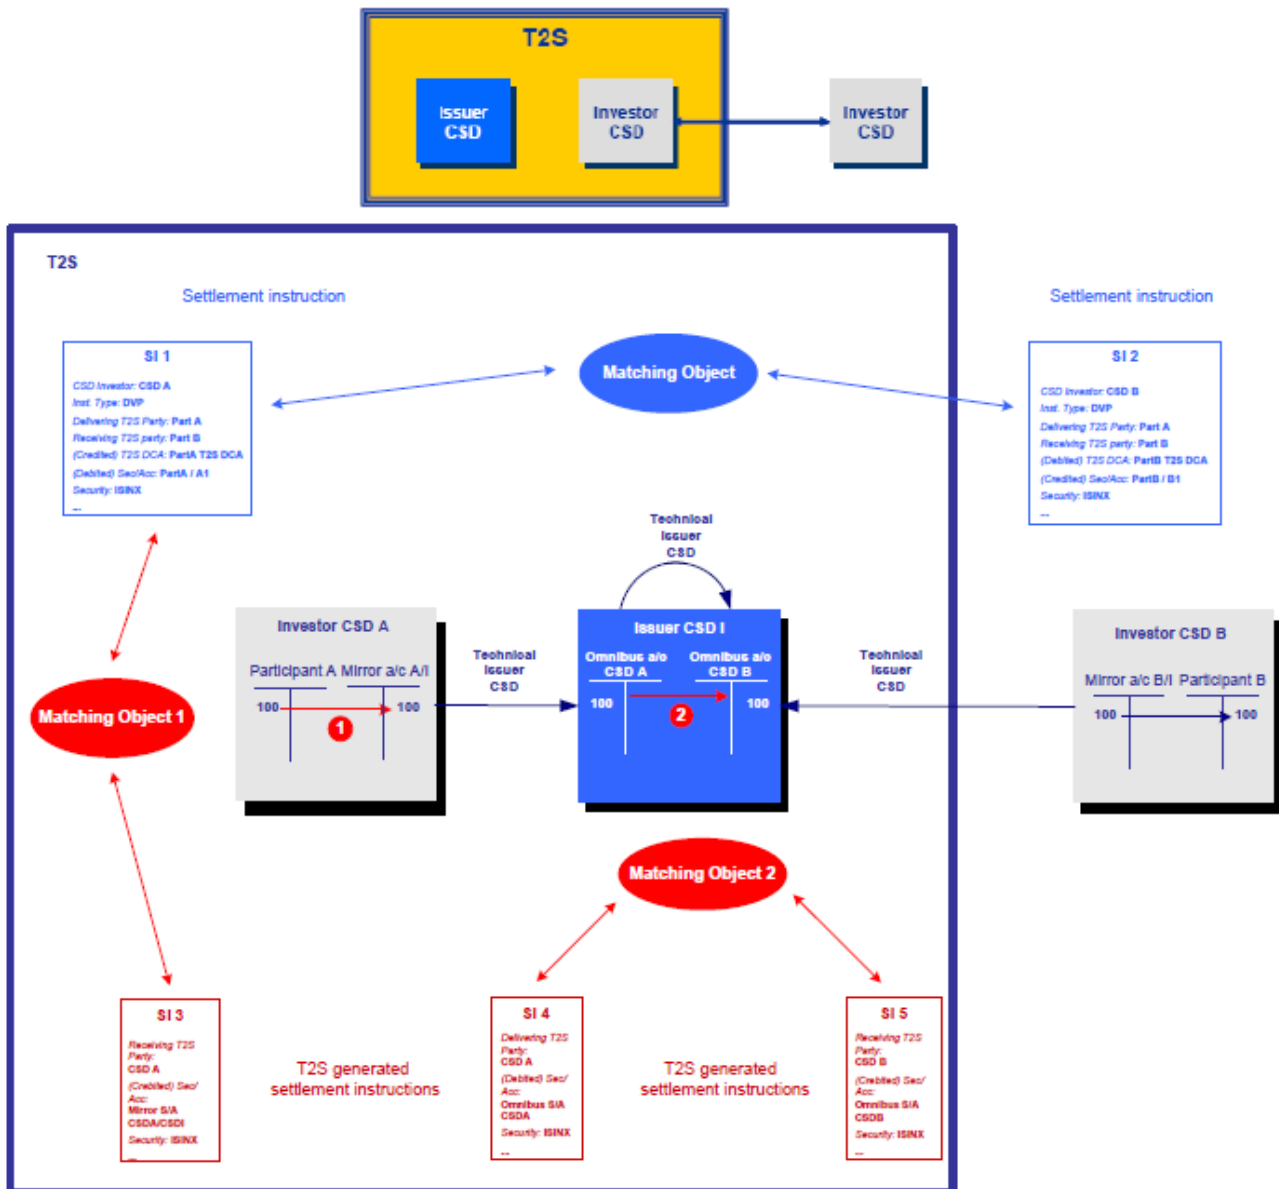 T2S
Issuer
CSD
Investor
CSD
Investor
CSD
T2S
Settlement instruction
Settlement instruction
SI 1
CSD Investor: CSD A
Inst. Type: DVP
Delivering T2S Party: Part A
Receiving T2S party: Part B
(Credited) T2S DCA: PartA T2S DCA
(Debited) Sec/Acc: PartA / A1
Security: ISINX
...
Matching Object
SI 2
CSD Investor: CSD B
Inst. Type: DVP
Delivering T2S Party: Part A
Receiving T2S party: Part B
(Debited) T2S DCA: PartB T2S DCA
(Credited) Sec/Acc: PartB / B1
Security: ISINX
...
Technical
Issuer
CSD
Investor CSD A
Participant A Mirror a/c A/I
100 100
1
Technical
Issuer
CSD
Issuer CSD I
Omnibus a/o Omnibus a/o
CSD A CSD B
100 100
2
Technical
Issuer
CSD
Investor CSD B
Mirror a/c B/I Participant B
100 100
Matching Object 1
Matching Object 2
SI 3
Receiving T2S
Party:
CSD A
(Crebited) Sec/
Acc:
Mirror S/A
CSDA/CSDI
Security: ISINX
...
T2S generated
settlement instructions
SI 4
Delivering T2S
Party:
CSD A
(Debited) Sec/
Acc:
Omnibus S/A
CSDA
Security: ISINX
...
T2S generated
settlement instructions
SI 5
Receiving T2S
Party:
CSD B
(Crebited) Sec/
Acc:
Omnibus S/A
CSDB
Security: ISINX
...